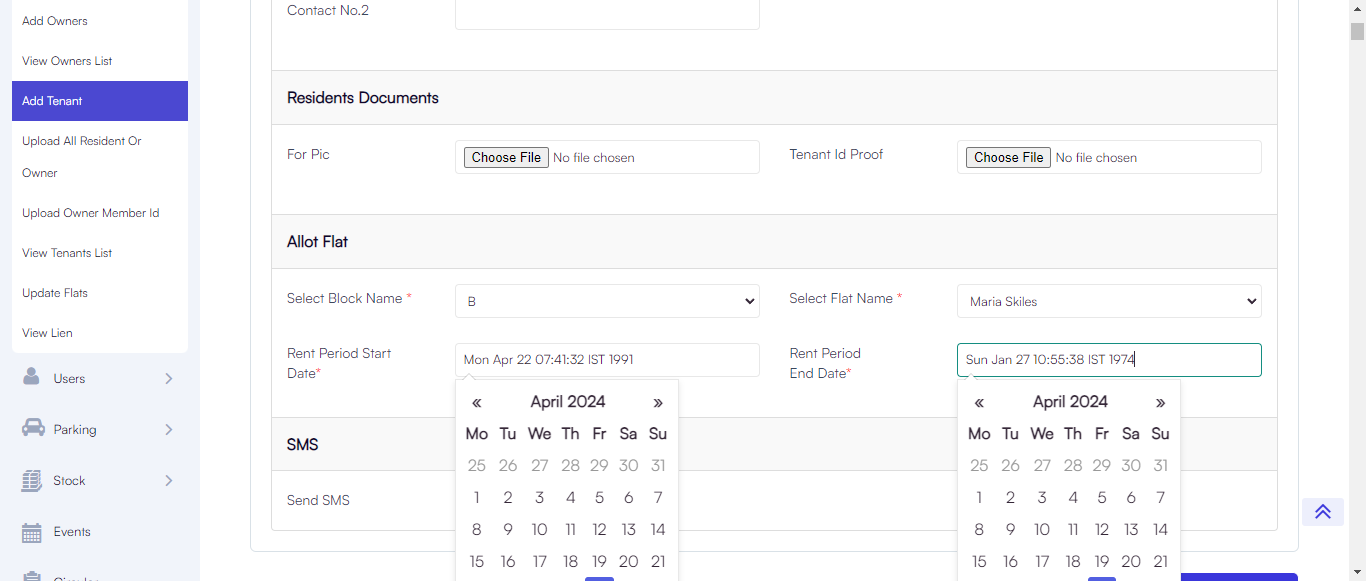 Add Owners
View Owners List
Add Tenant
Upload All Resident Or
Owner
Upload Owner Member Id
View Tenants List
Update Flats
View Lien
Users
Parking
Stock
Events
Contact No.2
Residents Documents
For Pic
Choose File No file chosen
Tenant Id Proof
Choose File No file chosen
Allot Flat
Select Block Name *
B
Select Flat Name *
Maria Skiles
Rent Period Start
Date*
Mon Apr 22 07:41:32 IST 1991
Rent Period
End Date*
Sun Jan 27 10:55:38 IST 1974
SMS
Send SMS
« April 2024 »
Mo Tu We Th Fr Sa Su
25 26 27 28 29 30 31
1 2 3 4 5 6 7
8 9 10 11 12 13 14
15 16 17 18 19 20 21
« April 2024 »
Mo Tu We Th Fr Sa Su
25 26 27 28 29 30 31
1 2 3 4 5 6 7
8 9 10 11 12 13 14
15 16 17 18 19 20 21